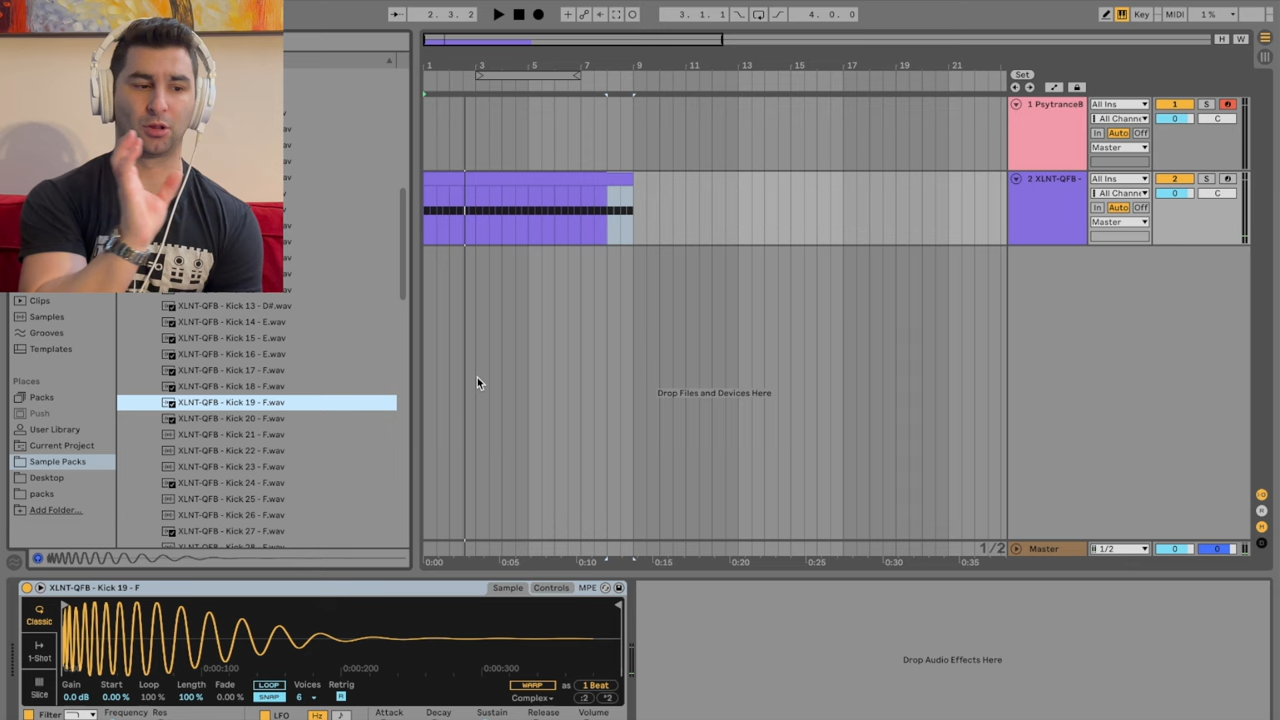 2. 3. 2
3. 1. 1
4. 0. 0
Key
MIDI
1 %
H W
1 3 5 7 9 11 13 15 17 19 21
Set
1 PsytranceB
All Ins
1 S
All Channe
0 C
In Auto Off
Master
2 XLNT-QFB -
All Ins
2 S
All Channe
0 C
In Auto Off
Master
Clips
Samples
Grooves
Templates
Places
Packs
Push
User Library
Current Project
Sample Packs
Desktop
packs
Add Folder...
XLNT-QFB - Kick 13 - D#.wav
XLNT-QFB - Kick 14 - E.wav
XLNT-QFB - Kick 15 - E.wav
XLNT-QFB - Kick 16 - E.wav
XLNT-QFB - Kick 17 - F.wav
XLNT-QFB - Kick 18 - F.wav
XLNT-QFB - Kick 19 - F.wav
XLNT-QFB - Kick 20 - F.wav
XLNT-QFB - Kick 21 - F.wav
XLNT-QFB - Kick 22 - F.wav
XLNT-QFB - Kick 23 - F.wav
XLNT-QFB - Kick 24 - F.wav
XLNT-QFB - Kick 25 - F.wav
XLNT-QFB - Kick 26 - F.wav
XLNT-QFB - Kick 27 - F.wav
Drop Files and Devices Here
1/2
Master
1/2
0 0
0:00 0:05 0:10 0:15 0:20 0:25 0:30 0:35
XLNT-QFB - Kick 19 - F
Sample Controls MPE
Classic
1-Shot
Slice
0:00:100 0:00:200 0:00:300
Gain Start Loop Length Fade LOOP Voices Retrig WARP as 1 Beat
0.0 dB 0.00 % 100 % 100 % 0.00 % SNAP 6 R Complex :2 *2
Filter Frequency Res LFO Hz Attack Decay Sustain Release Volume
Drop Audio Effects Here